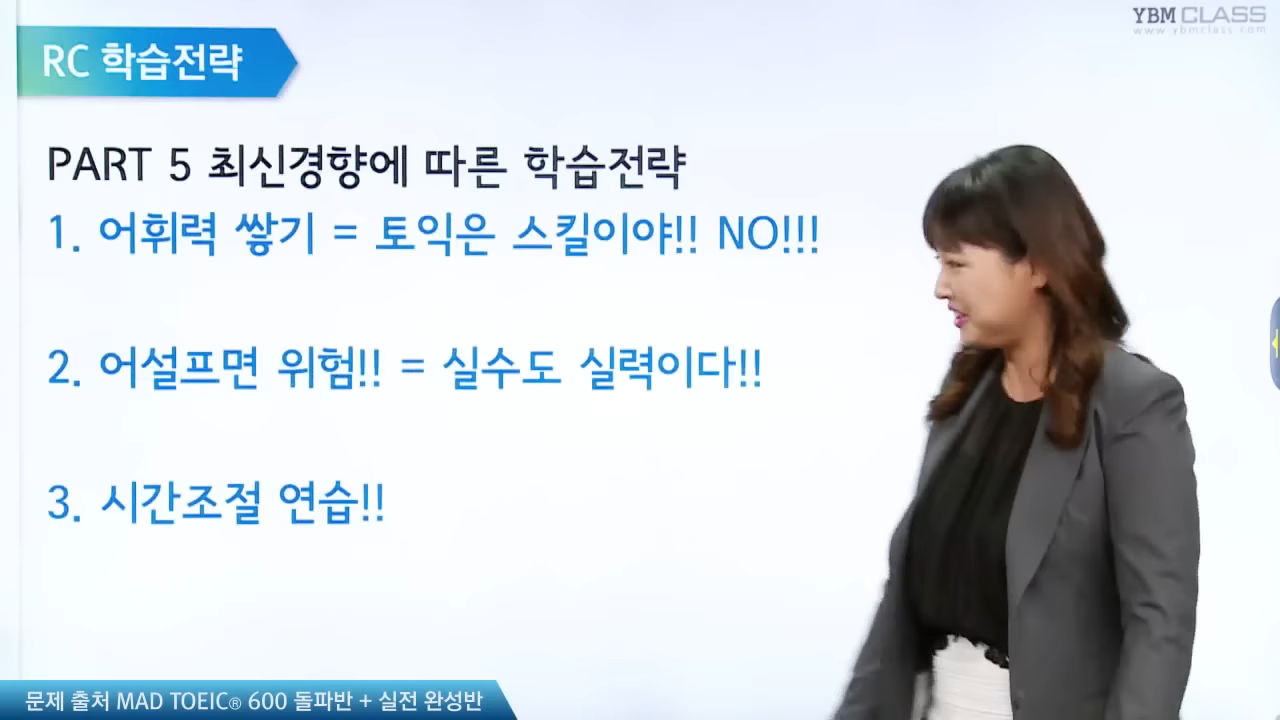 YBM CLASS
www.ybmclass.com
RC 학습전략
PART 5 최신경향에 따른 학습전략
1. 어휘력 쌓기 = 토익은 스킬이야!! NO!!!
2. 어설프면 위험!! = 실수도 실력이다!!
3. 시간조절 연습!!
문제 출처 MAD TOEIC® 600 돌파반 + 실전 완성반